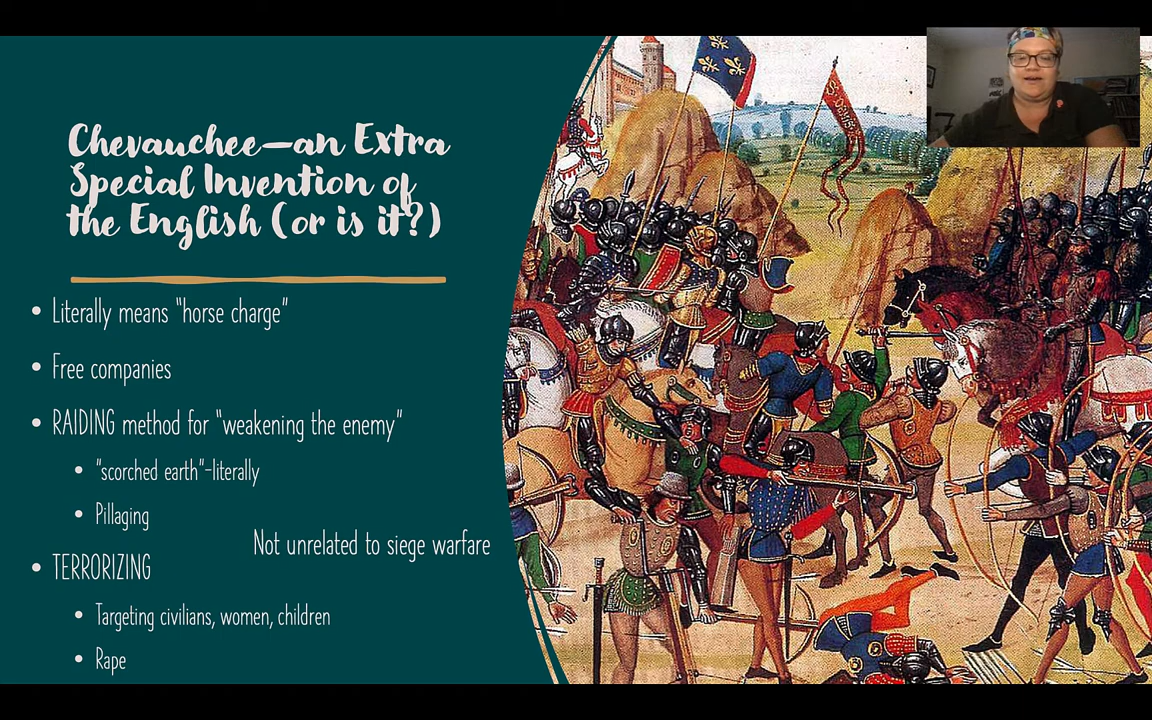 Chevauchee—an Extra
Special Invention of
the English (or is it?)
• Literally means "horse charge"
• Free companies
• RAIDING method for "weakening the enemy"
• "scorched earth"-literally
• Pillaging
Not unrelated to siege warfare
• TERRORIZING
• Targeting civilians, women, children
• Rape